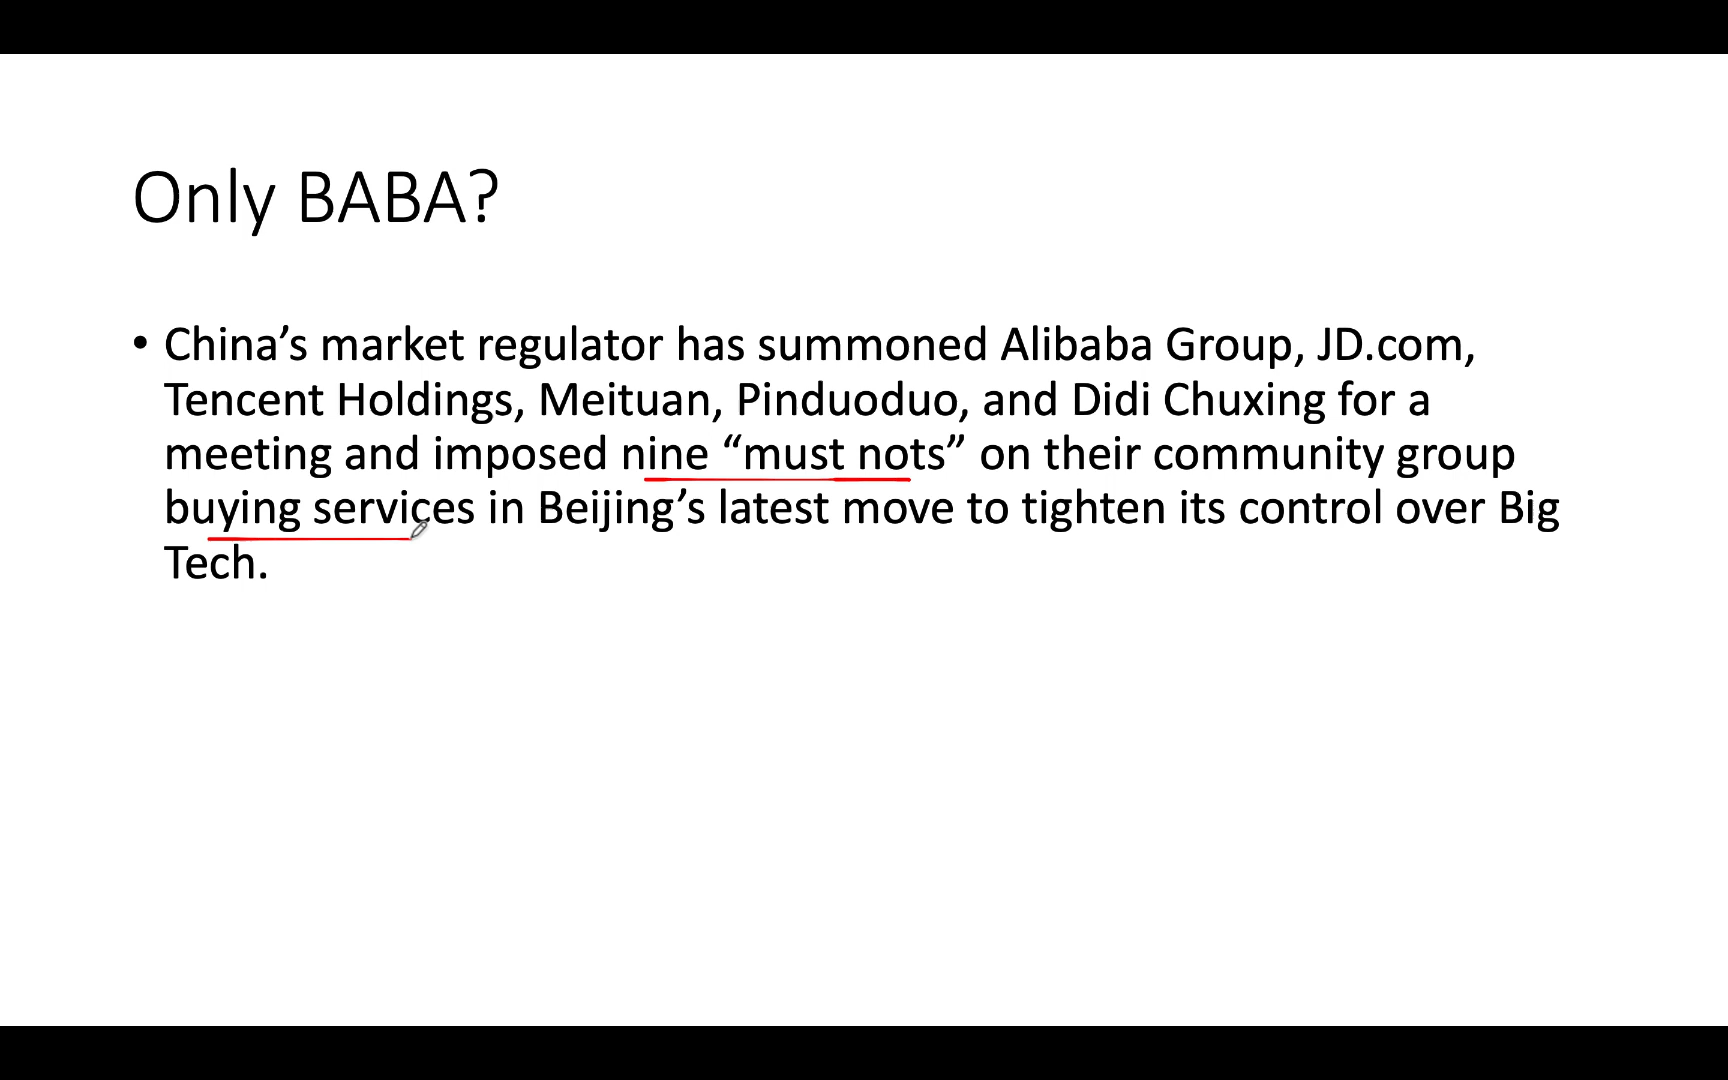 Only BABA?
• China’s market regulator has summoned Alibaba Group, JD.com,
Tencent Holdings, Meituan, Pinduoduo, and Didi Chuxing for a
meeting and imposed nine “must nots” on their community group
buying services in Beijing’s latest move to tighten its control over Big
Tech.